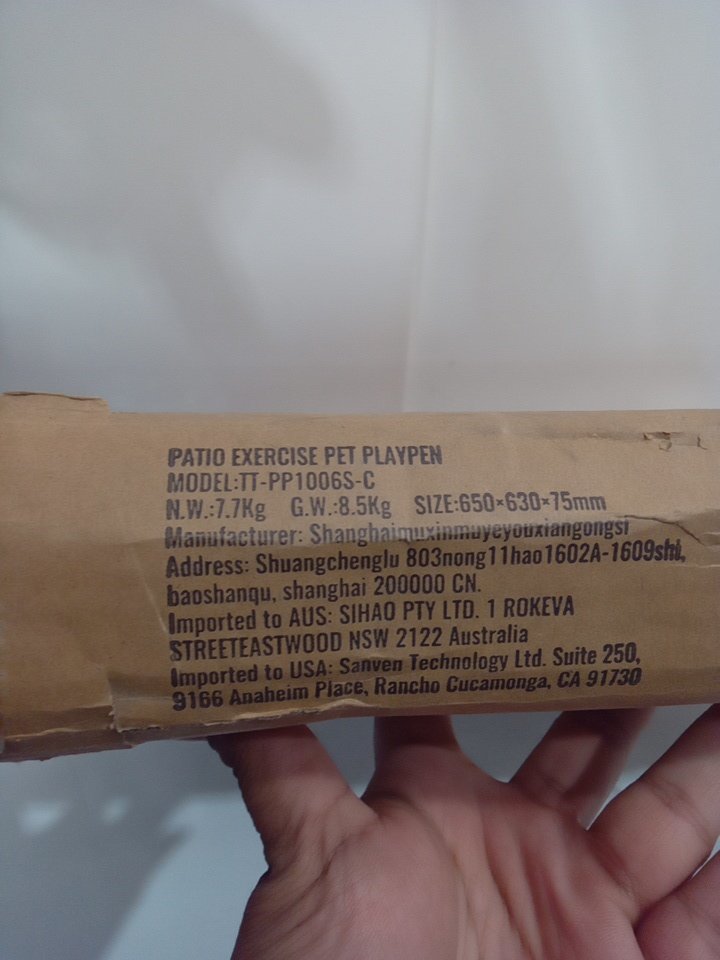 PATIO EXERCISE PET PLAYPEN
MODEL:TT-PP1006S-C
N.W.:7.7Kg G.W.:8.5Kg SIZE:650×630×75mm
Manufacturer: Shanghaimuxinmuyeyouxiangongsi
Address: Shuangchenglu 803nong11hao1602A-1609shi,
baoshanqu, shanghai 200000 CN.
Imported to AUS: SIHAO PTY LTD. 1 ROKEVA
STREETEASTWOOD NSW 2122 Australia
Imported to USA: Sanven Technology Ltd. Suite 250,
9166 Anaheim Place, Rancho Cucamonga, CA 91730